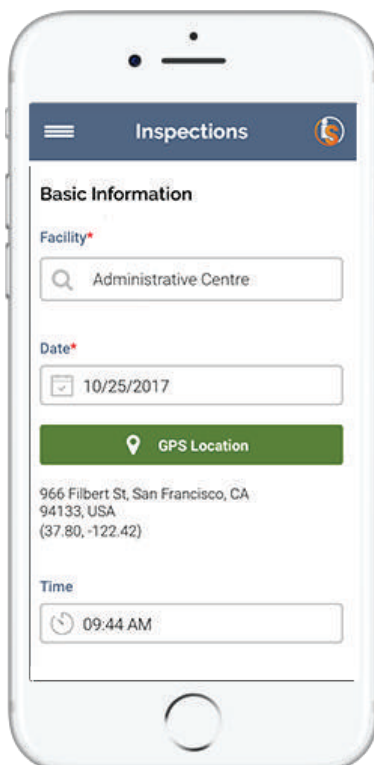 Inspections
iS
Basic Information
Facility*
Administrative Centre
Date*
10/25/2017
GPS Location
966 Filbert St, San Francisco, CA
94133, USA
(37.80, -122.42)
Time
09:44 AM